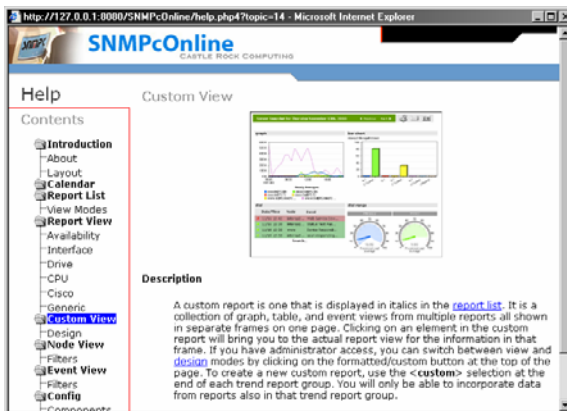 http://127.0.0.1:8080/SNMPcOnline/help.php4?topic=14 - Microsoft Internet Explorer
SNMPc
SNMPcOnline
CASTLE ROCK COMPUTING
Help
Contents
Introduction
About
Layout
Calendar
Report List
View Modes
Report View
Availability
Interface
Drive
CPU
Cisco
Generic
Custom View
Design
Node View
Filters
Event View
Filters
Config
Components
Custom View
Description
A custom report is one that is displayed in italics in the report list. It is a
collection of graph, table, and event views from multiple reports all shown
in separate frames on one page. Clicking on an element in the custom
report will bring you to the actual report view for the information in that
frame. If you have administrator access, you can switch between view and
design modes by clicking on the formatted/custom button at the top of the
page. To create a new custom report, use the <custom> selection at the
end of each trend report group. You will only be able to incorporate data
from reports also in that trend report group.